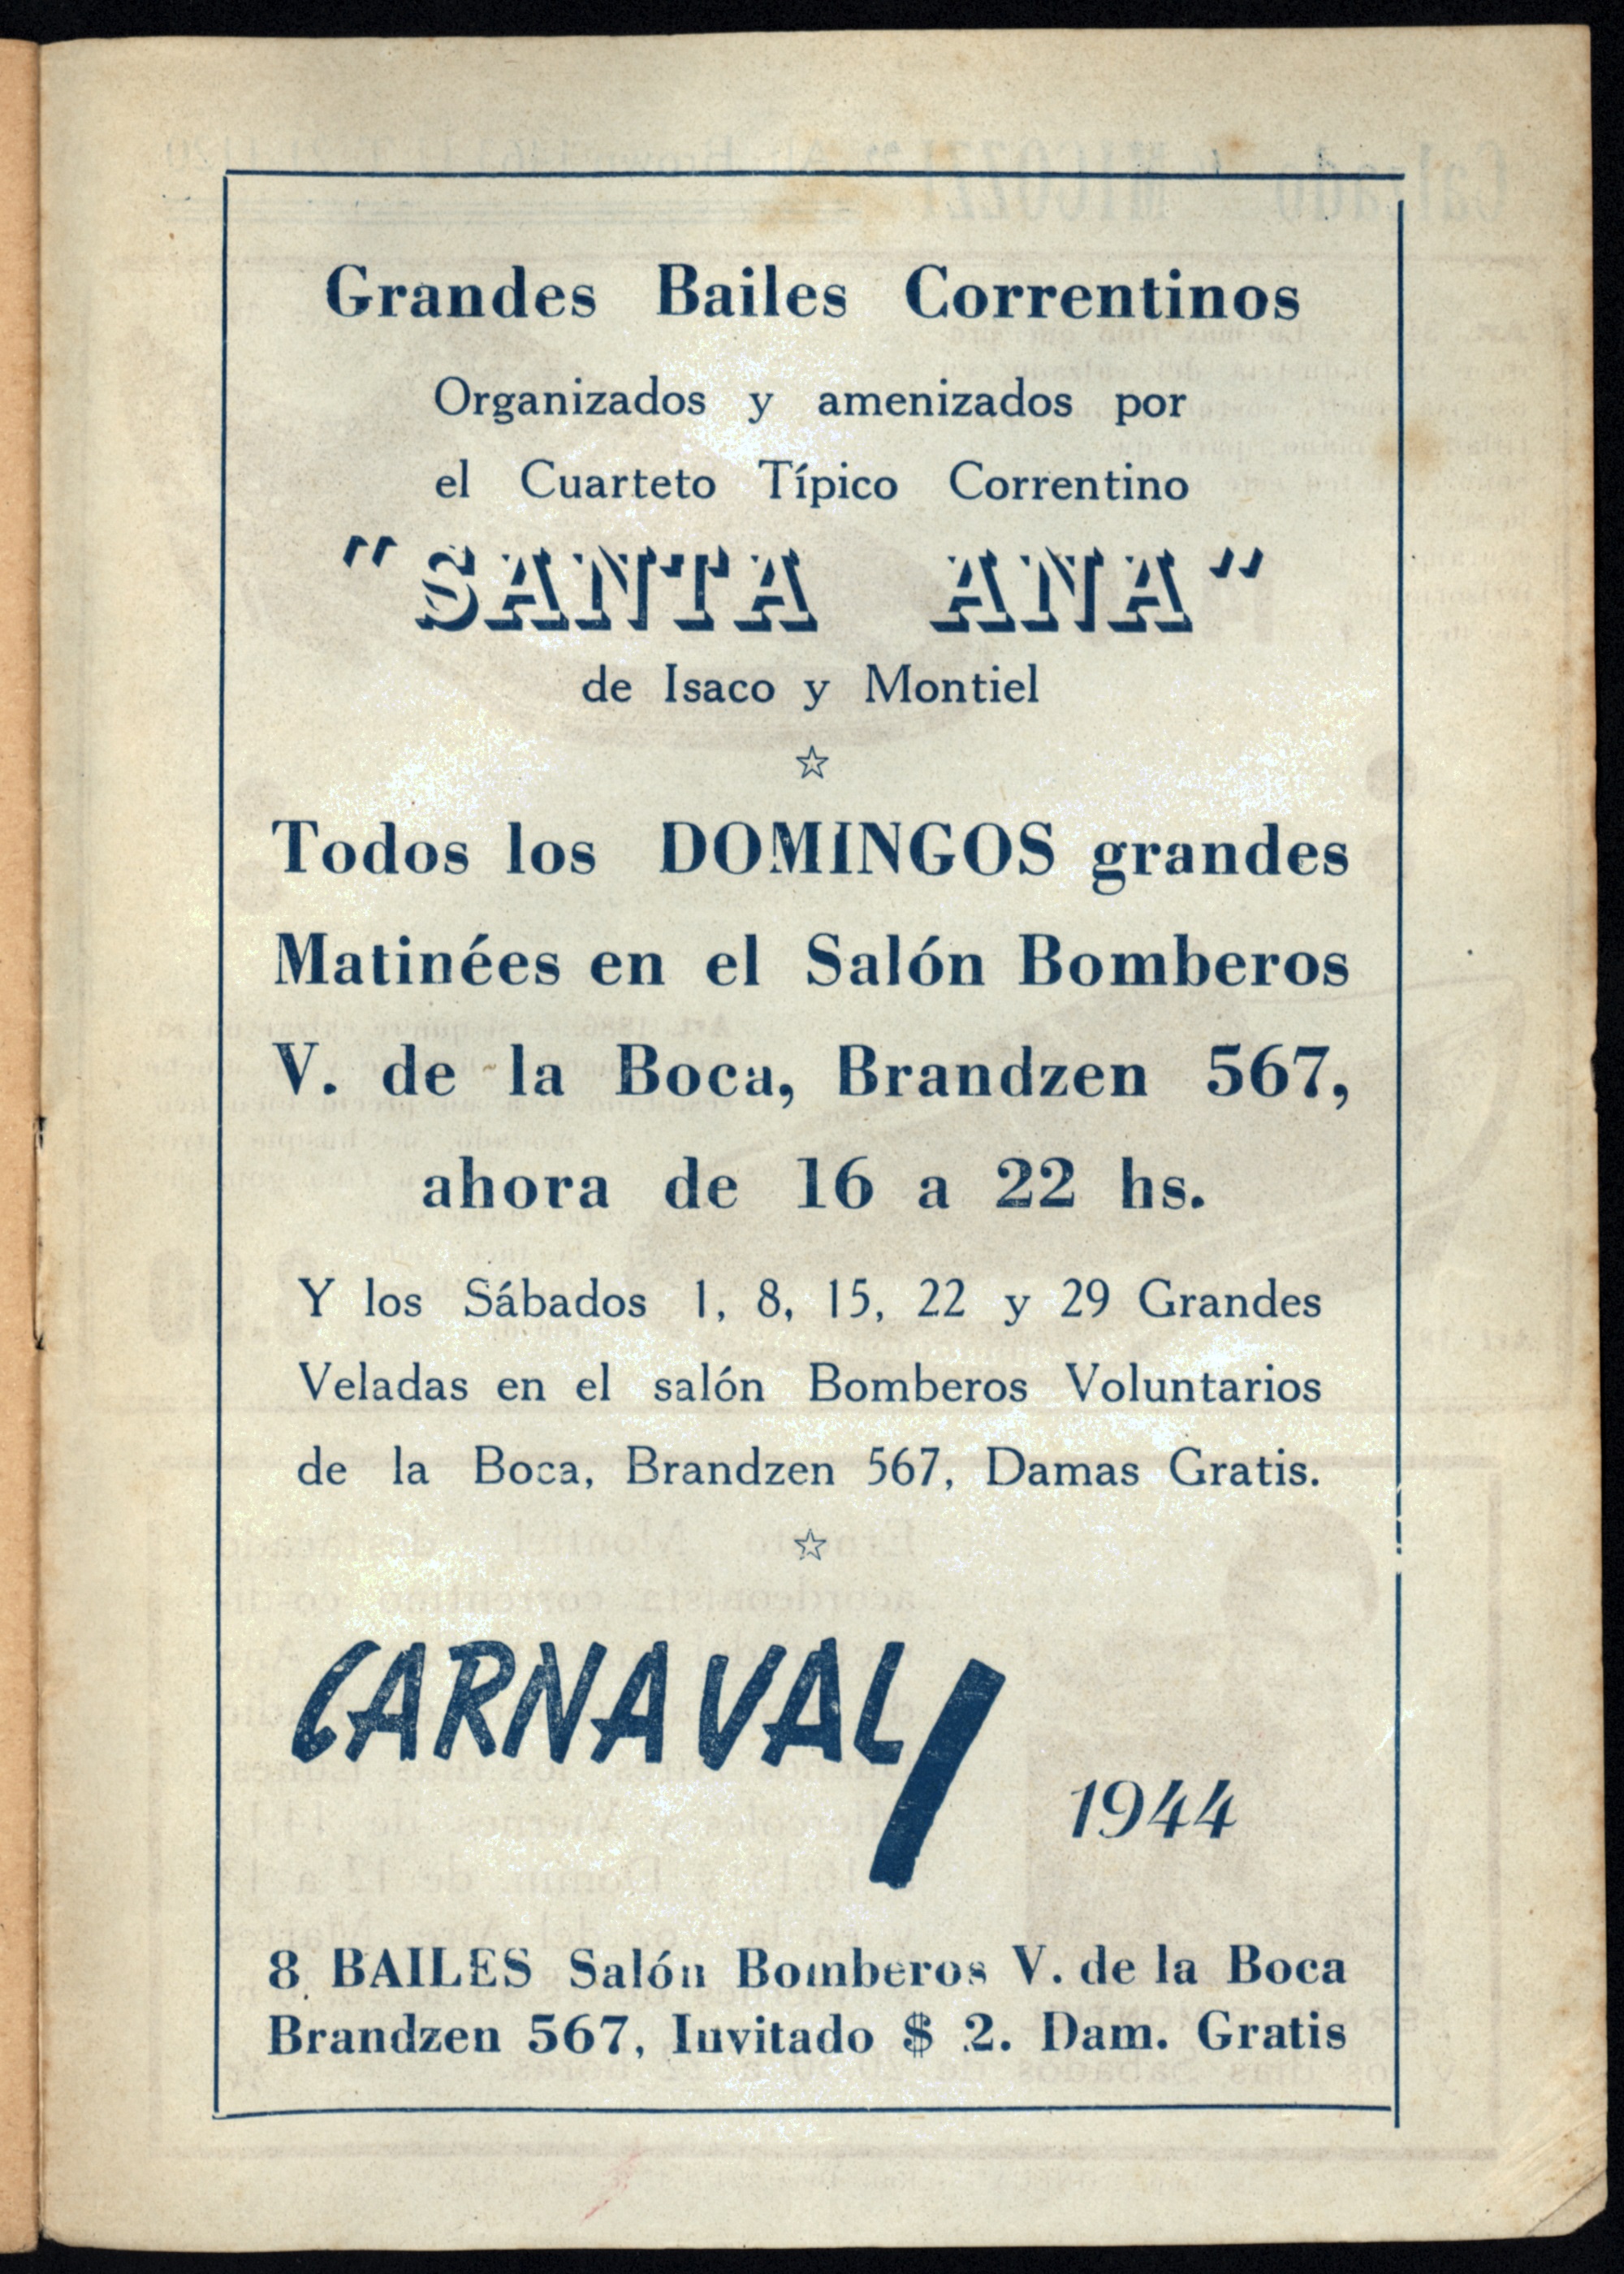 Grandes Bailes Correntinos
Organizados y amenizados por
el Cuarteto Típico Correntino
"SANTA ANA"
de Isaco y Montiel
☆
Todos los DOMINGOS grandes
Matinées en el Salón Bomberos
V. de la Boca, Brandzen 567,
ahora de 16 a 22 hs.
Y los Sábados 1, 8, 15, 22 y 29 Grandes
Veladas en el salón Bomberos Voluntarios
de la Boca, Brandzen 567, Damas Gratis.
☆
CARNAVAL
1944
8 BAILES Salón Bomberos V. de la Boca
Brandzen 567, Invitado $ 2. Dam. Gratis